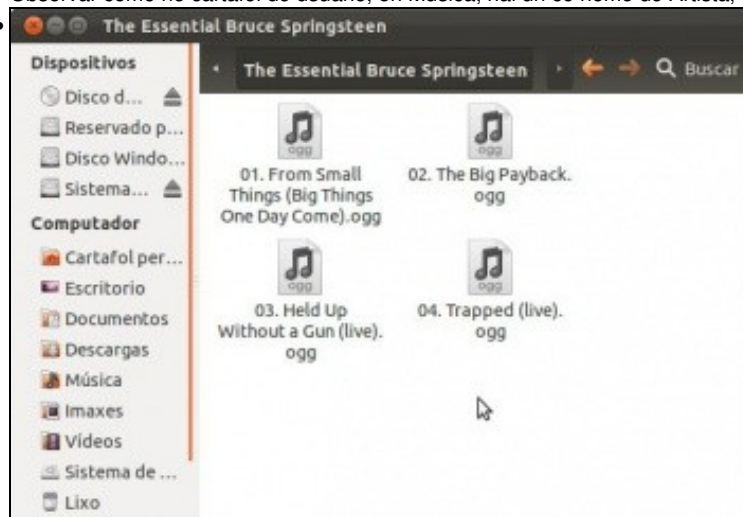 The Essential Bruce Springsteen
Dispositivos
Disco d...
Reservado p...
Disco Windo...
Sistema...
Computador
Cartafol per...
Escritorio
Documentos
Descargas
Música
Imaxes
Vídeos
Sistema de ...
Lixo
The Essential Bruce Springsteen
Buscar
ogg
01. From Small
Things (Big Things
One Day Come).ogg
ogg
02. The Big Payback.
ogg
ogg
03. Held Up
Without a Gun (live).
ogg
ogg
04. Trapped (live).
ogg